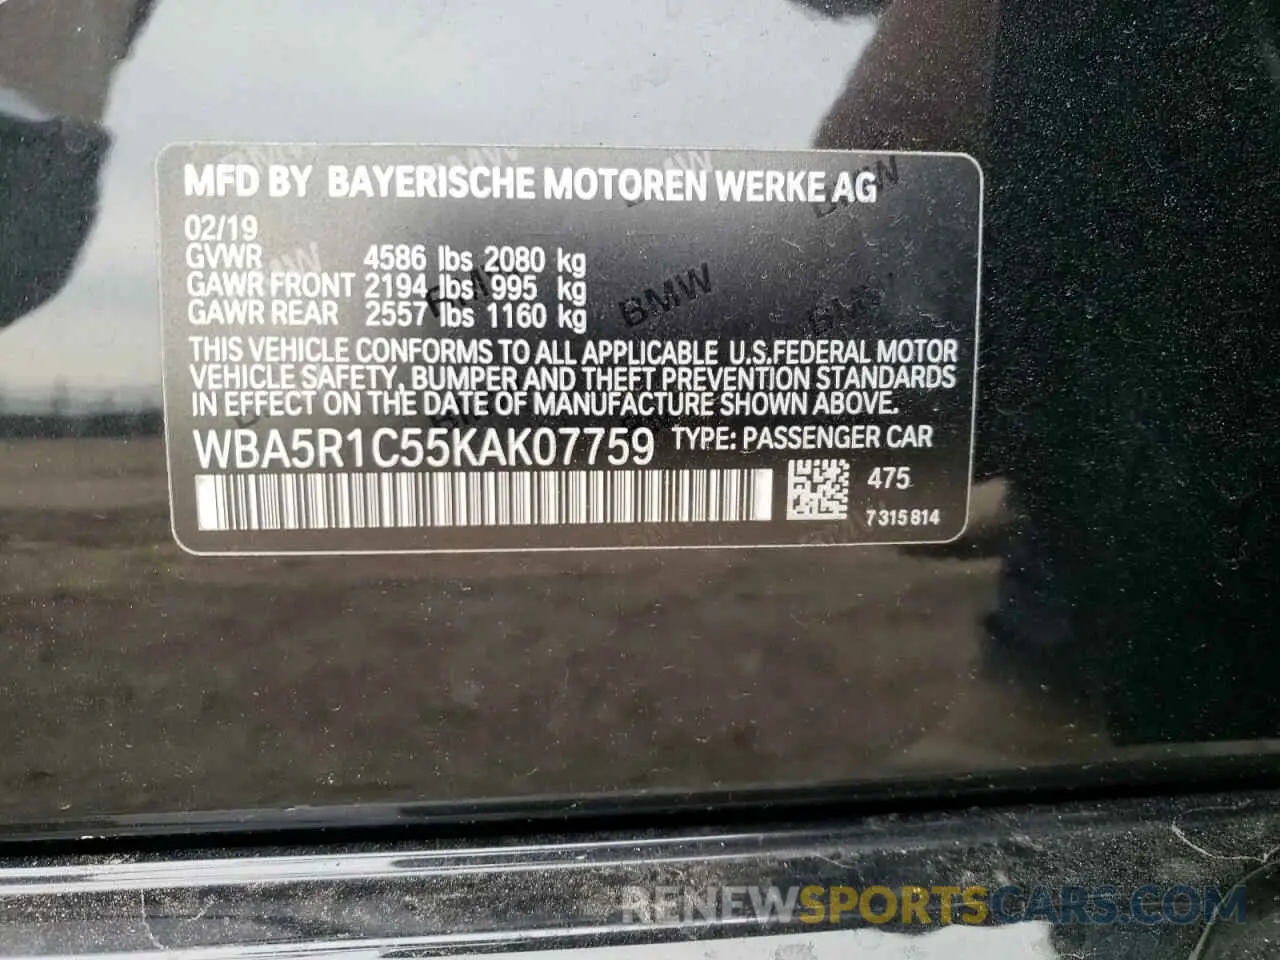 MFD BY BAYERISCHE MOTOREN WERKE AG
02/19
GVWR 4586 lbs 2080 kg
GAWR FRONT 2194 lbs 995 kg
GAWR REAR 2557 lbs 1160 kg
THIS VEHICLE CONFORMS TO ALL APPLICABLE U.S.FEDERAL MOTOR
VEHICLE SAFETY, BUMPER AND THEFT PREVENTION STANDARDS
IN EFFECT ON THE DATE OF MANUFACTURE SHOWN ABOVE.
WBA5R1C55KAK07759 TYPE: PASSENGER CAR
475
7315814
RENEWSPORTSCARS.COM